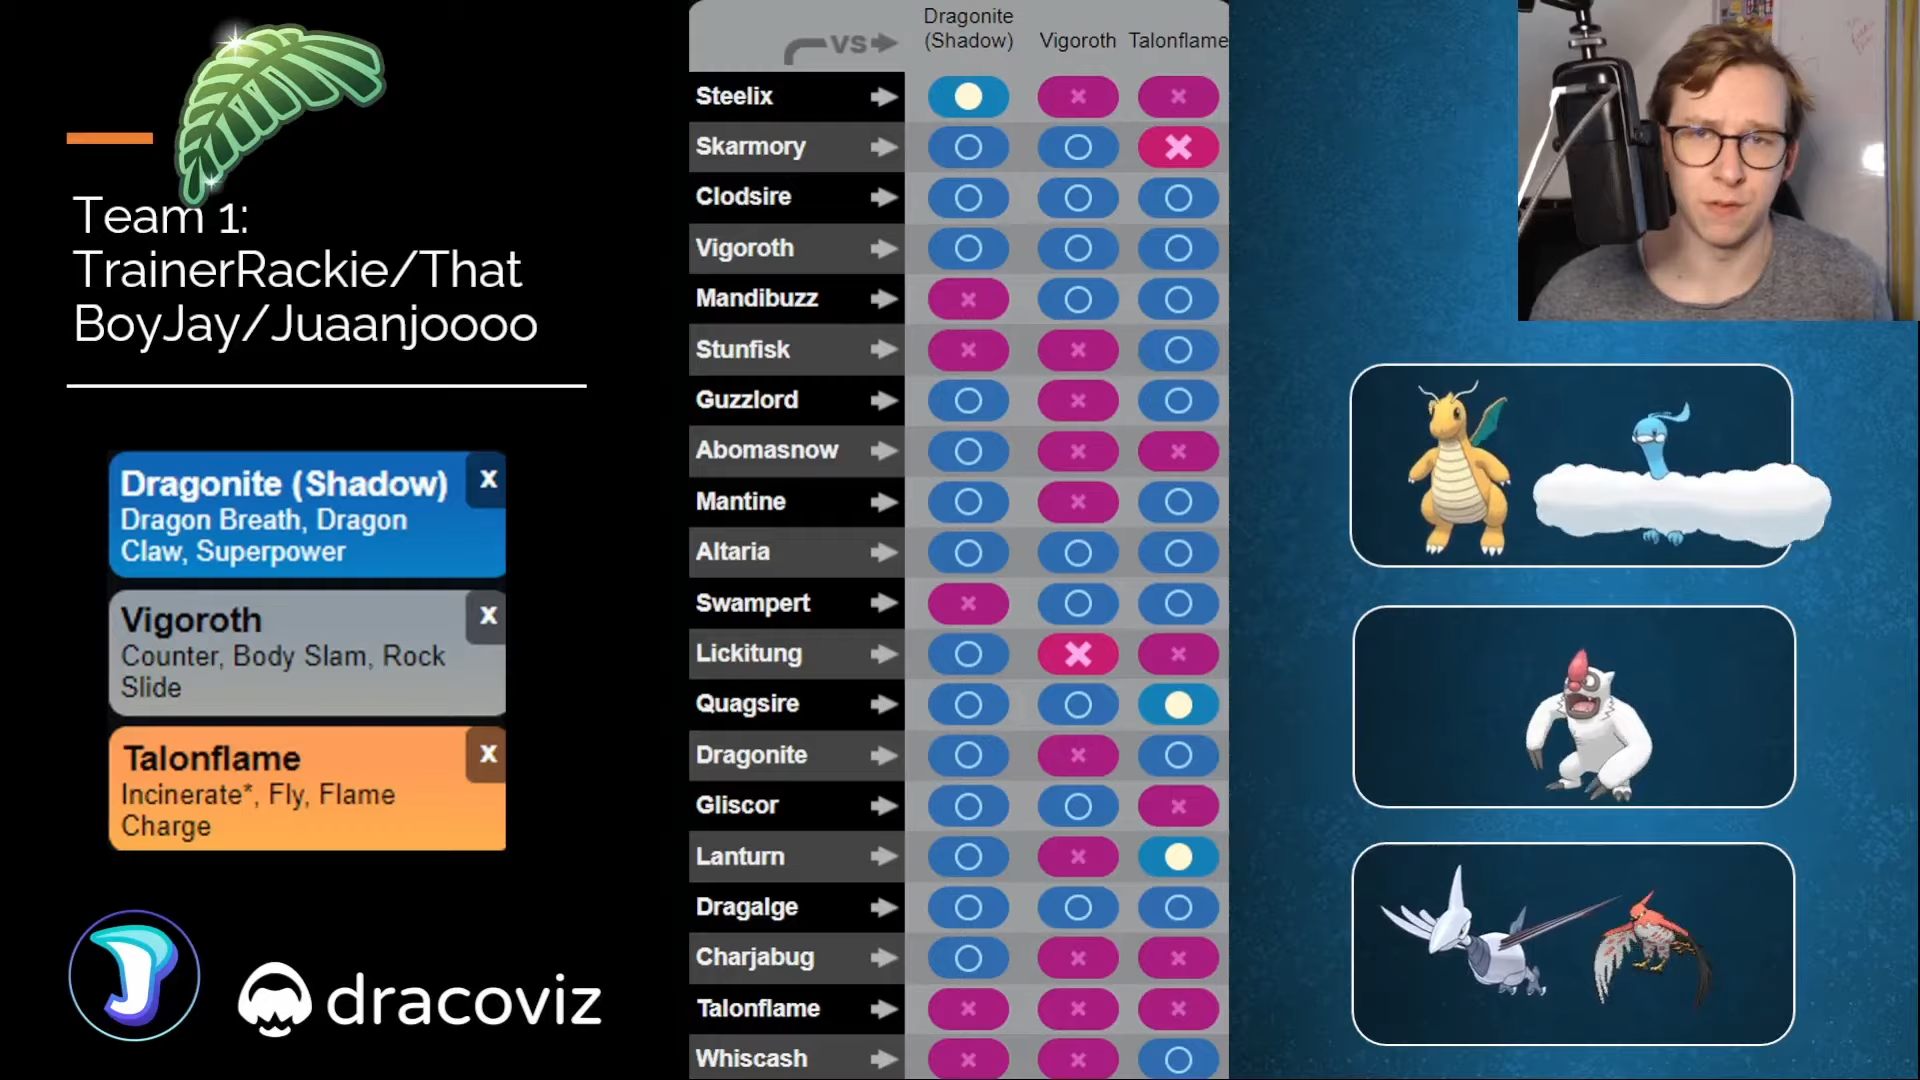 Team 1:
TrainerRackie/That
BoyJay/Juaanjoooo
Dragonite (Shadow)
X
Dragon Breath, Dragon
Claw, Superpower
Vigoroth
X
Counter, Body Slam, Rock
Slide
Talonflame
X
Incinerate*, Fly, Flame
Charge
dracoviz
VS
Dragonite
(Shadow)
Vigoroth
Talonflame
Steelix
Skarmory
Clodsire
Vigoroth
Mandibuzz
Stunfisk
Guzzlord
Abomasnow
Mantine
Altaria
Swampert
Lickitung
Quagsire
Dragonite
Gliscor
Lanturn
Dragalge
Charjabug
Talonflame
Whiscash